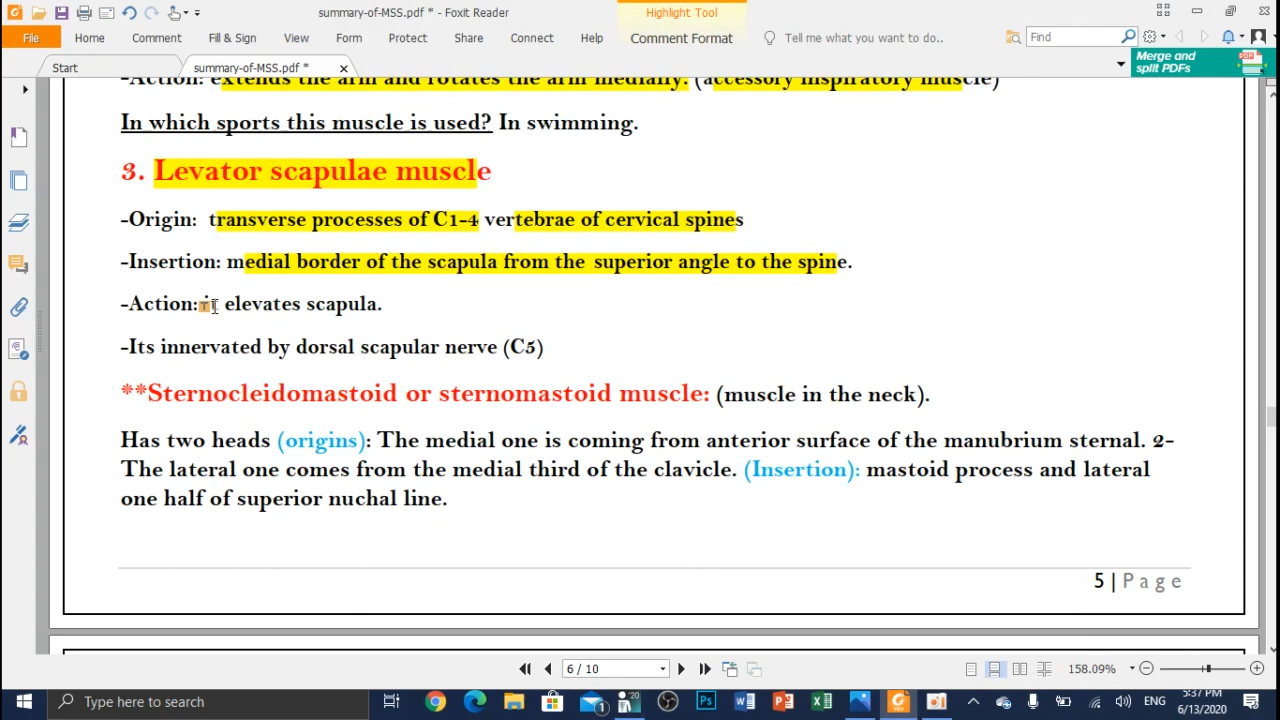 summary-of-MSS.pdf * - Foxit Reader
Highlight Tool
File Home Comment Fill & Sign View Form Protect Share Connect Help Comment Format Tell me what you want to do.. Find
Start summary-of-MSS.pdf * Merge and
split PDFs
-Action: extends the arm and rotates the arm medially. (accessory inspiratory muscle)
In which sports this muscle is used? In swimming.
3. Levator scapulae muscle
-Origin: transverse processes of C1-4 vertebrae of cervical spines
-Insertion: medial border of the scapula from the superior angle to the spine.
-Action: it elevates scapula.
-Its innervated by dorsal scapular nerve (C5)
**Sternocleidomastoid or sternomastoid muscle: (muscle in the neck).
Has two heads (origins): The medial one is coming from anterior surface of the manubrium sternal. 2-
The lateral one comes from the medial third of the clavicle. (Insertion): mastoid process and lateral
one half of superior nuchal line.
5 | Page
6 / 10 158.09%
Type here to search ENG 5:37 PM
6/13/2020